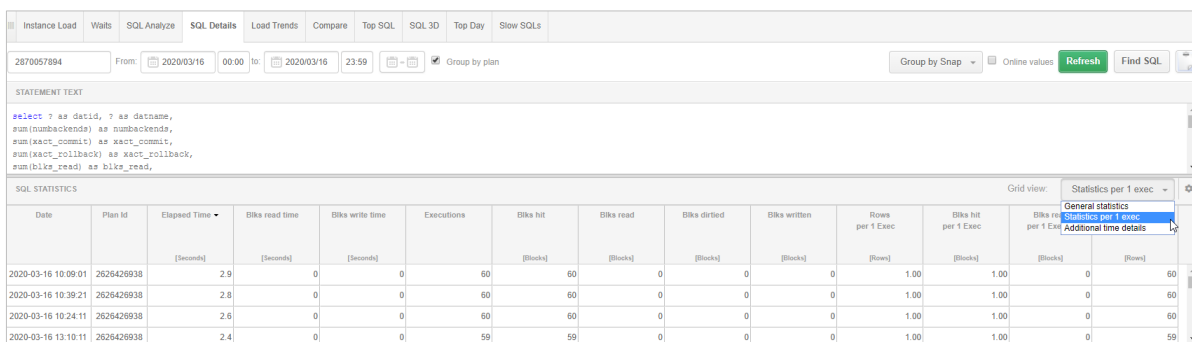 Instance Load Waits SQL Analyze SQL Details Load Trends Compare Top SQL SQL 3D Top Day Slow SQLs
2870057894 From: 2020/03/16 00:00 to: 2020/03/16 23:59 - Group by plan Group by Snap Online values Refresh Find SQL
STATEMENT TEXT
select ? as datid, ? as datname,
sum(numbackends) as numbackends,
sum(xact_commit) as xact_commit,
sum(xact_rollback) as xact_rollback,
sum(blks_read) as blks_read,
SQL STATISTICS Grid view: Statistics per 1 exec
General statistics
Statistics per 1 exec
Additional time details
Date Plan Id Elapsed Time Blks read time Blks write time Executions Blks hit Blks read Blks dirtied Blks written Rows Blks hit
per 1 Exec per 1 Exec per 1 Exe
[Seconds] [Seconds] [Seconds] [Blocks] [Blocks] [Blocks] [Blocks] [Rows] [Blocks] [Blocks] [Rows]
2020-03-16 10:09:01 2626426938 2.9 0 0 60 60 0 0 0 1.00 1.00 0 60
2020-03-16 10:39:21 2626426938 2.8 0 0 60 60 0 0 0 1.00 1.00 0 60
2020-03-16 10:24:11 2626426938 2.6 0 0 60 60 0 0 0 1.00 1.00 0 60
2020-03-16 13:10:11 2626426938 2.4 0 0 59 59 0 0 0 1.00 1.00 0 59